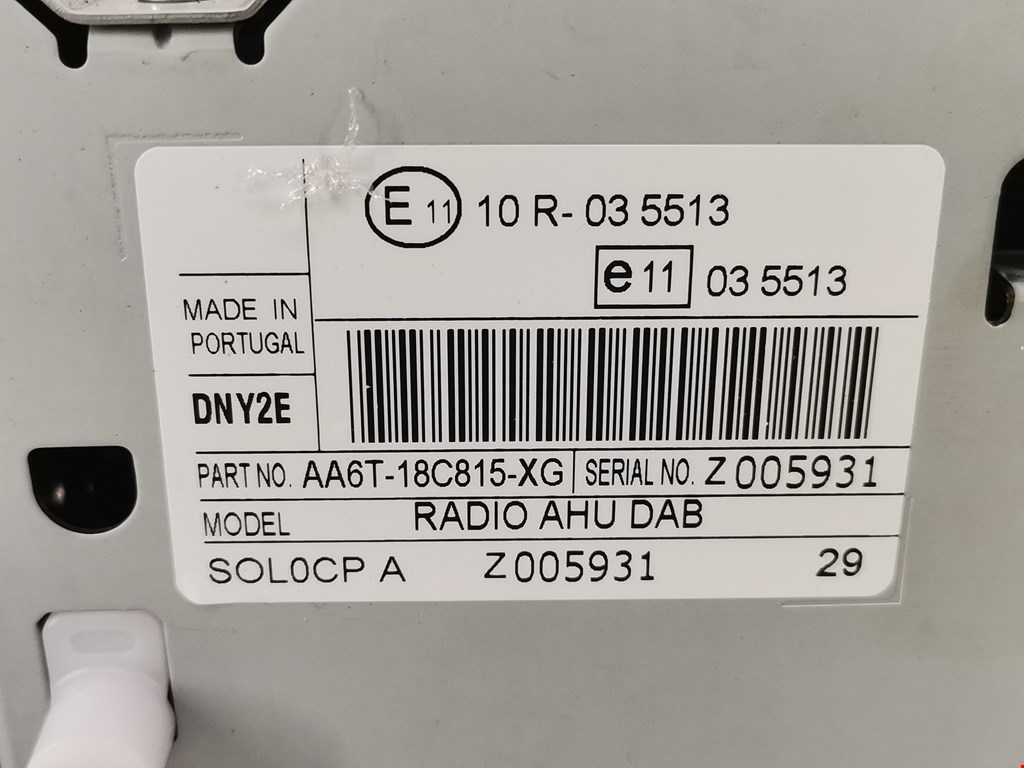 E 11 10 R- 03 5513
e 11 03 5513
MADE IN
PORTUGAL
DNY2E
PART NO. AA6T-18C815-XG SERIAL NO. Z005931
MODEL RADIO AHU DAB
SOL0CP A Z005931 29